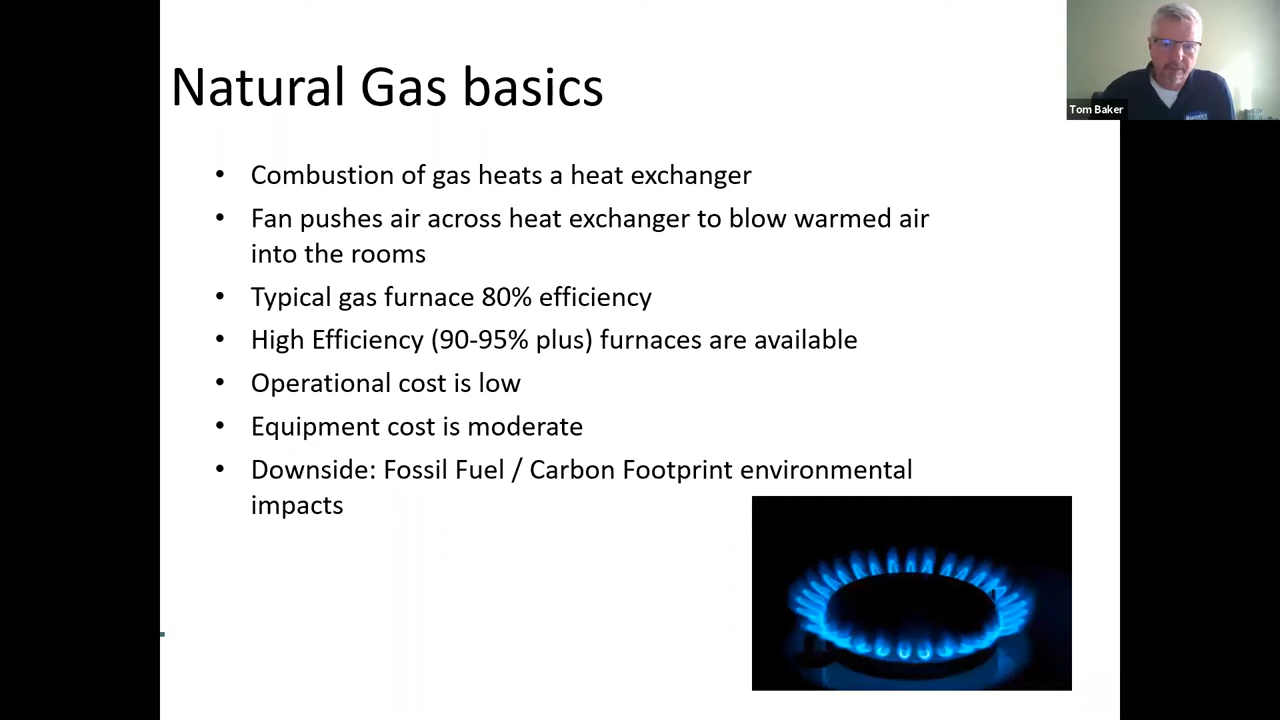 Natural Gas basics
Tom Baker
• Combustion of gas heats a heat exchanger
• Fan pushes air across heat exchanger to blow warmed air
into the rooms
• Typical gas furnace 80% efficiency
• High Efficiency (90-95% plus) furnaces are available
• Operational cost is low
• Equipment cost is moderate
• Downside: Fossil Fuel / Carbon Footprint environmental
impacts